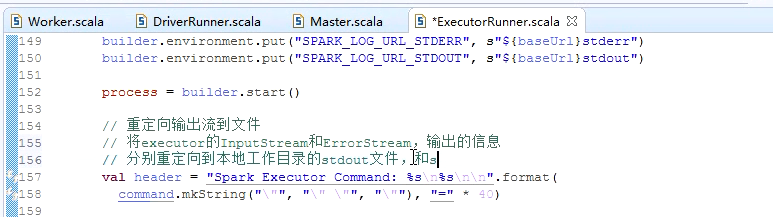 Worker.scala DriverRunner.scala Master.scala *ExecutorRunner.scala
149 builder.environment.put("SPARK_LOG_URL_STDERR", s"${baseUrl}stderr")
150 builder.environment.put("SPARK_LOG_URL_STDOUT", s"${baseUrl}stdout")
151
152 process = builder.start()
153
154 // 重定向输出流到文件
155 // 将executor的InputStream和ErrorStream，输出的信息
156 // 分别重定向到本地工作目录的stdout文件，和s
157 val header = "Spark Executor Command: %s\n%s\n\n".format(
158 command.mkString("\"", "\" \"", "\""), "=" * 40)
159